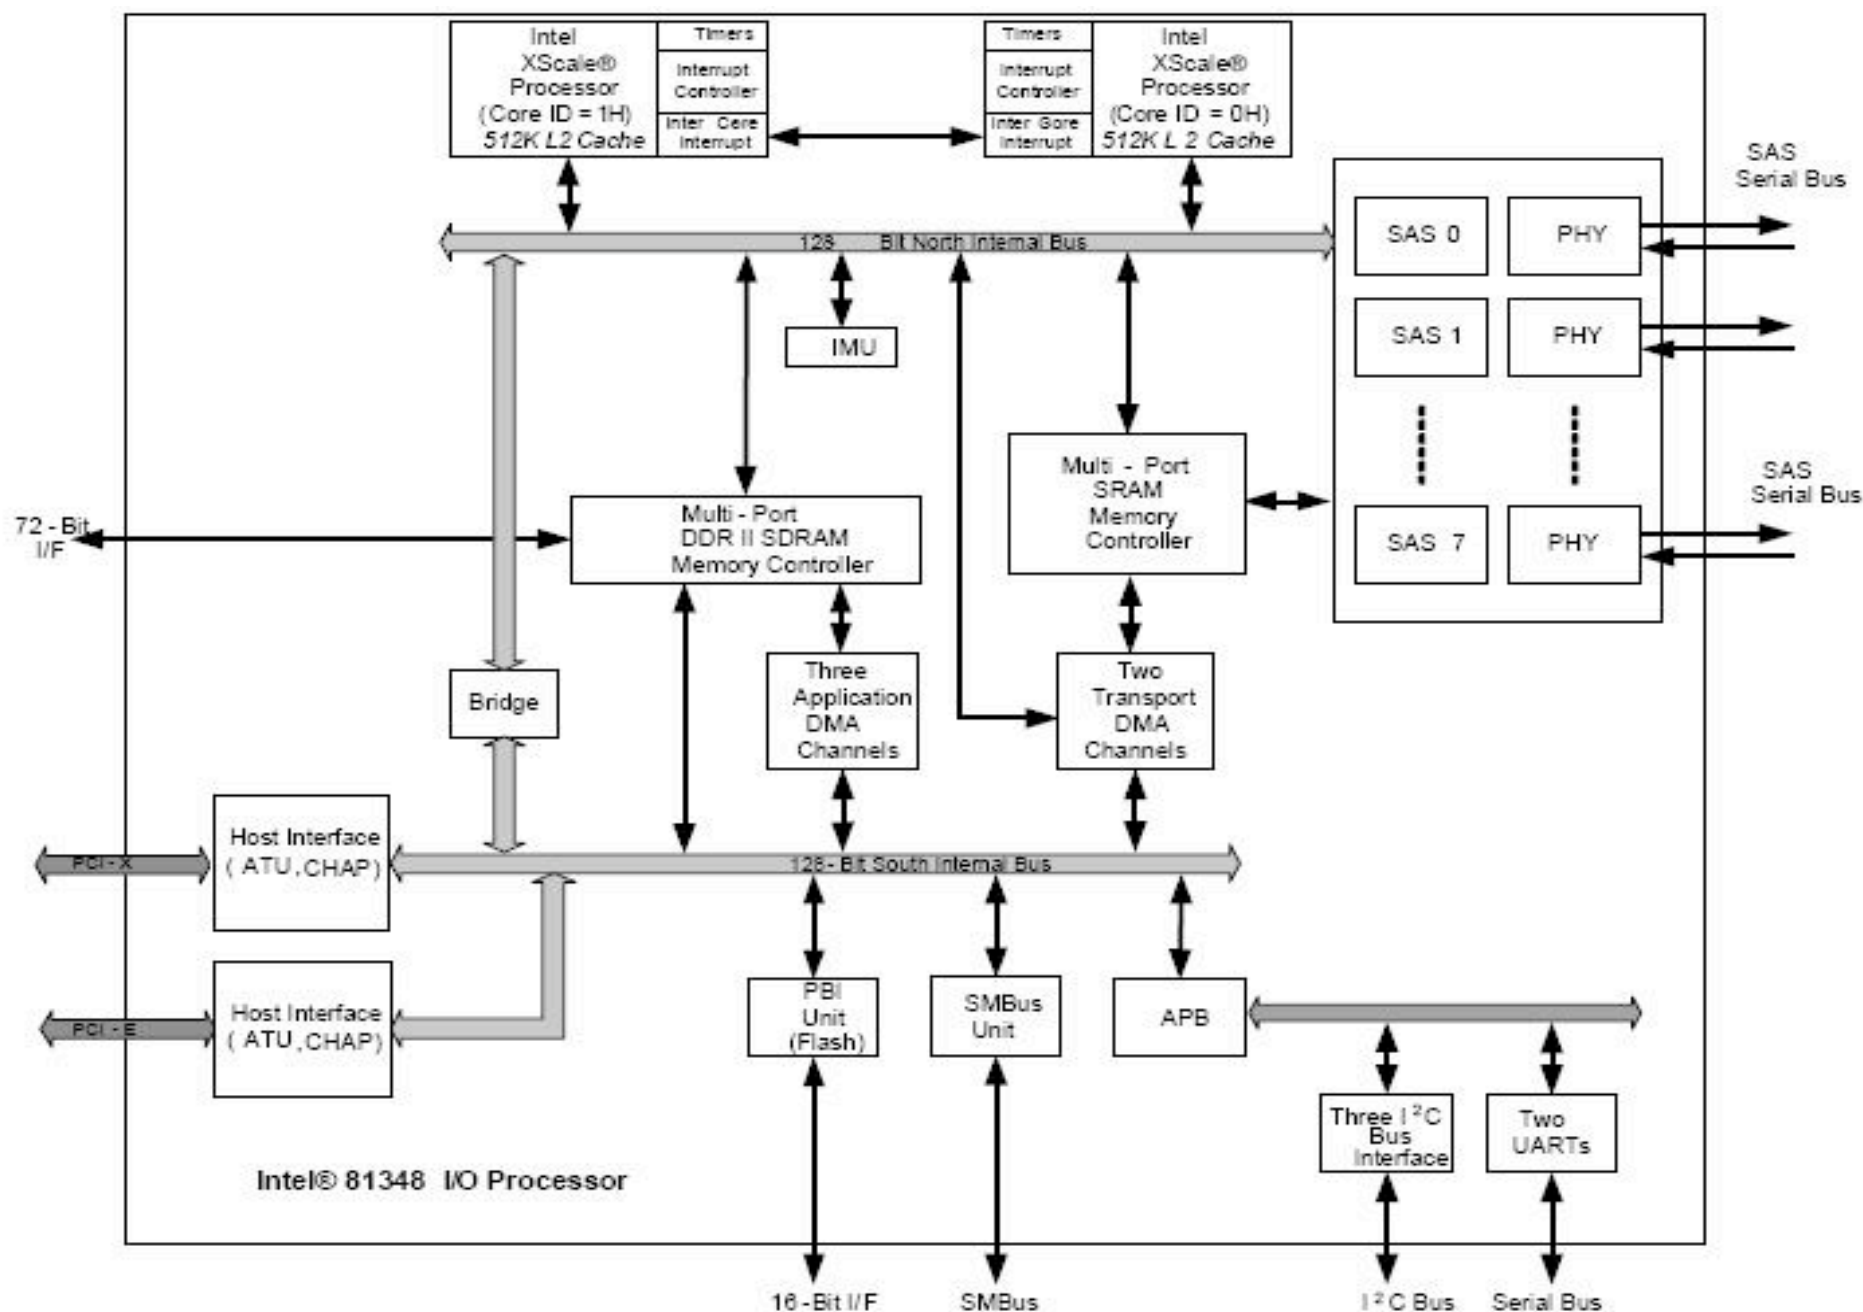 Intel
XScale®
Processor
(Core ID = 1H)
512K L2 Cache
Timers
Interrupt
Controller
Inter Cere
Interrupt
Timers
Interrupt
Controller
Inter Gore
Interrupt
Intel
XScale®
Processor
(Core ID = 0H)
512K L 2 Cache
SAS
Serial Bus
SAS 0
PHY
128 Bit North Internal Bus
SAS 1
PHY
IMU
Multi - Port
SRAM
Memory
Controller
SAS
Serial Bus
SAS 7
PHY
72 - Bit
I/F
Multi - Port
DDR II SDRAM
Memory Controller
Bridge
Three
Application
DMA
Channels
Two
Transport
DMA
Channels
PCI - X
Host Interface
( ATU, CHAP)
128- Bit South Internal Bus
PCI - E
Host Interface
( ATU, CHAP)
PBI
Unit
(Flash)
SMBus
Unit
APB
Three I²C
Bus
Interface
Two
UARTs
Intel® 81348 I/O Processor
16 -Bit I/F
SMBus
I² C Bus
Serial Bus